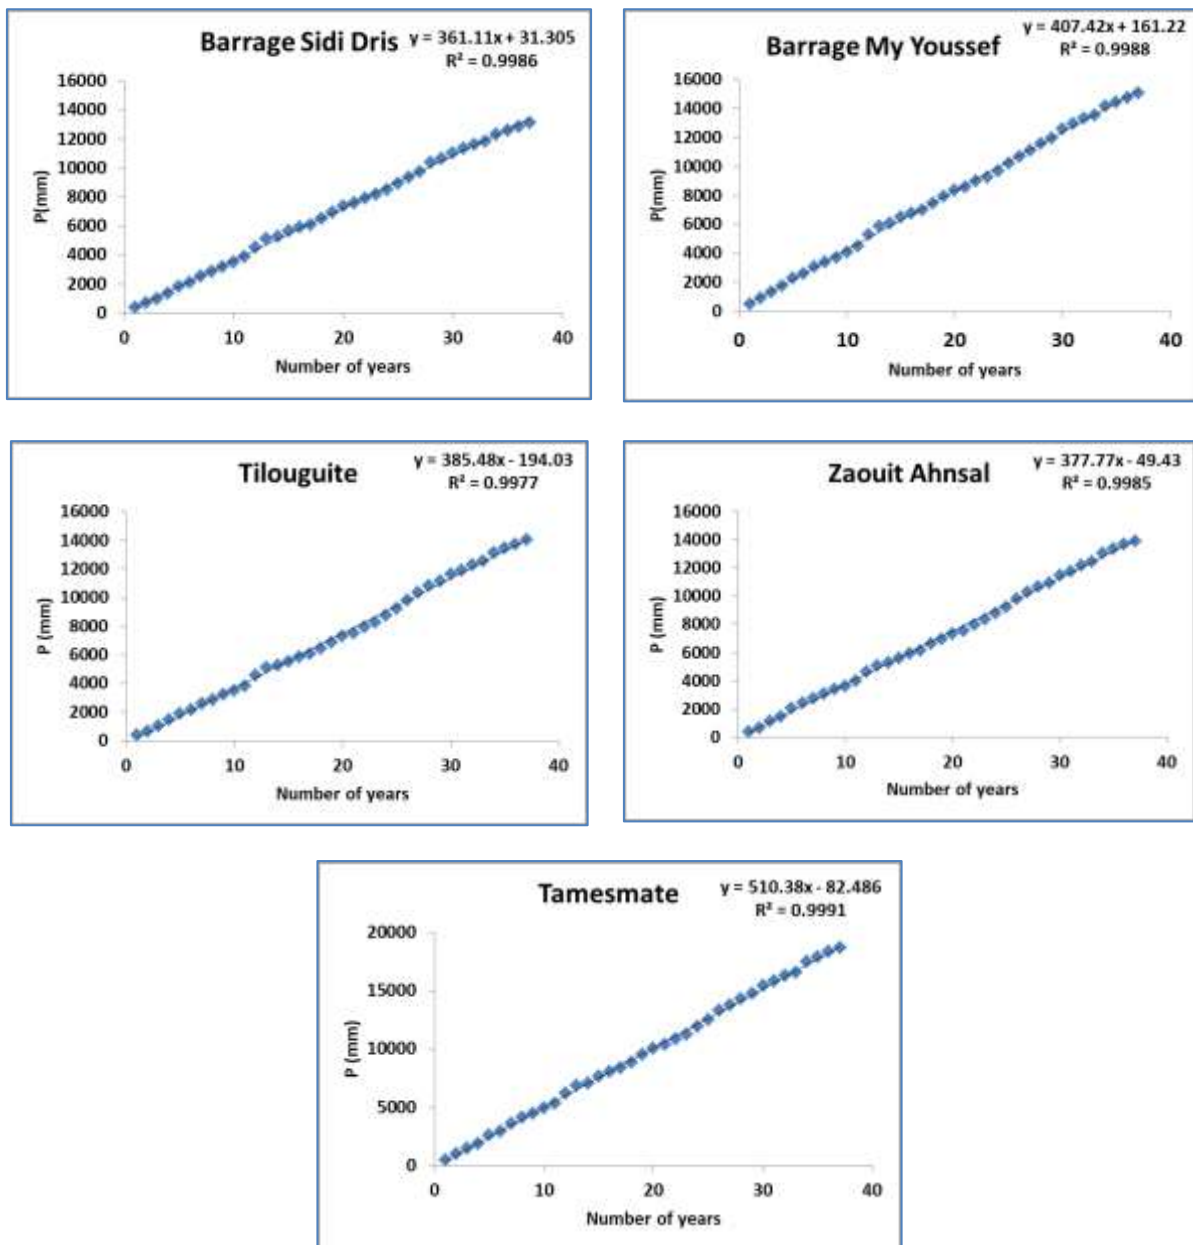 Barrage Sidi Dris
y = 361.11x + 31.305
R² = 0.9986
16000
14000
12000
10000
8000
6000
4000
2000
0
P(mm)
0 10 20 30 40
Number of years
Barrage My Youssef
y = 407.42x + 161.22
R² = 0.9988
16000
14000
12000
10000
8000
6000
4000
2000
0
P(mm)
0 10 20 30 40
Number of years
Tilouguite
y = 385.48x - 194.03
R² = 0.9977
16000
14000
12000
10000
8000
6000
4000
2000
0
P (mm)
0 10 20 30 40
Number of years
Zaouit Ahnsal
y = 377.77x - 49.43
R² = 0.9985
16000
14000
12000
10000
8000
6000
4000
2000
0
P (mm)
0 10 20 30 40
Number of years
Tamesmate
y = 510.38x - 82.486
R² = 0.9991
20000
15000
10000
5000
0
P (mm)
0 10 20 30 40
Number of years